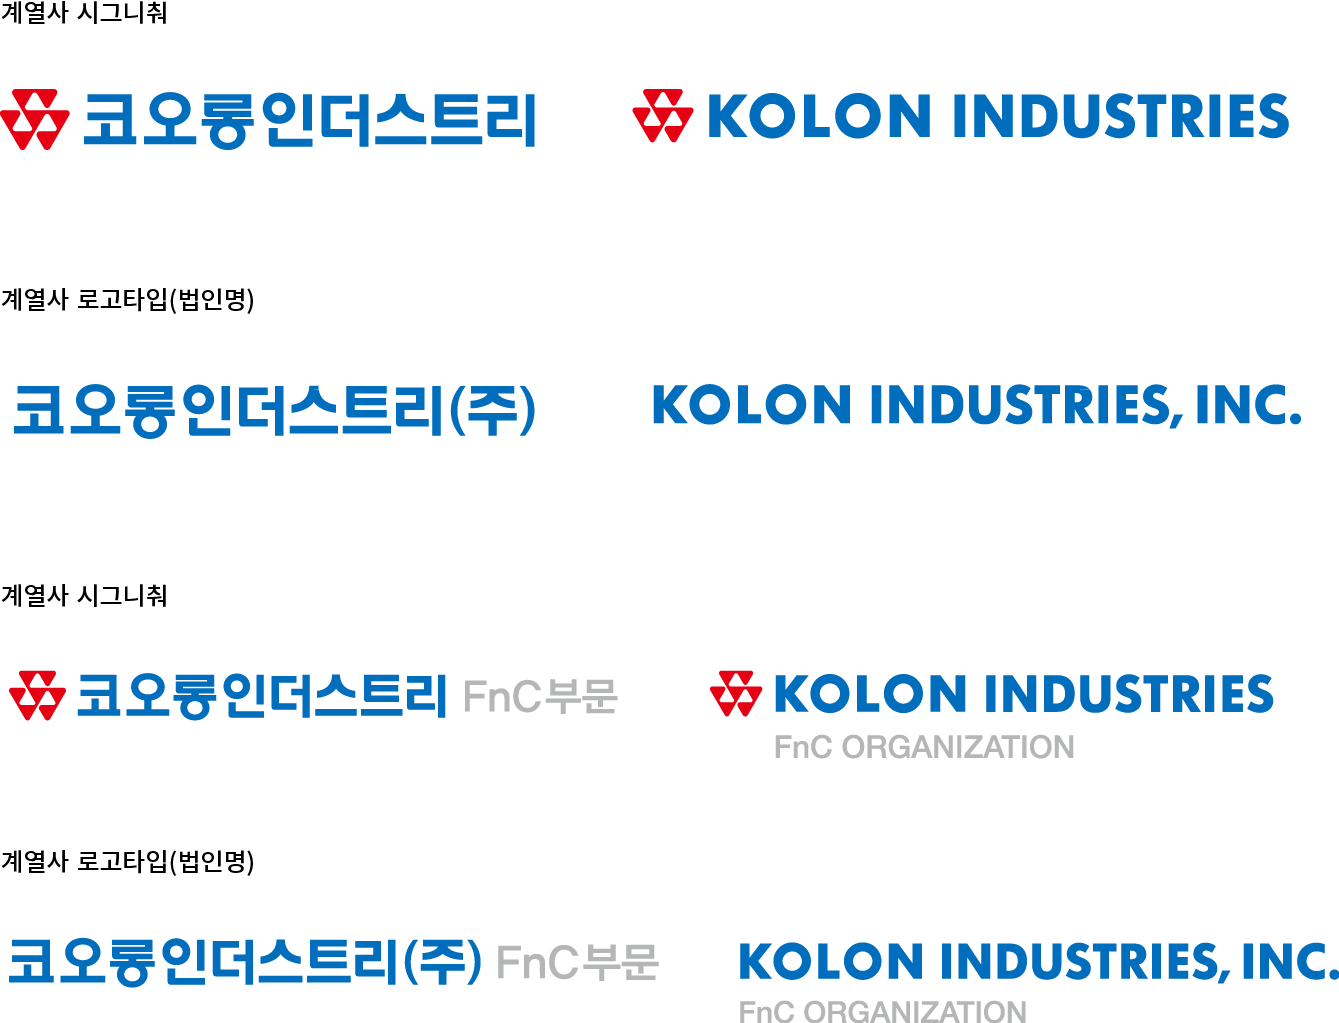 계열사 시그니춰
코오롱인더스트리
KOLON INDUSTRIES
계열사 로고타입(법인명)
코오롱인더스트리(주)
KOLON INDUSTRIES, INC.
계열사 시그니춰
코오롱인더스트리 FnC부문
KOLON INDUSTRIES
FnC ORGANIZATION
계열사 로고타입(법인명)
코오롱인더스트리(주) FnC부문
KOLON INDUSTRIES, INC.
FnC ORGANIZATION